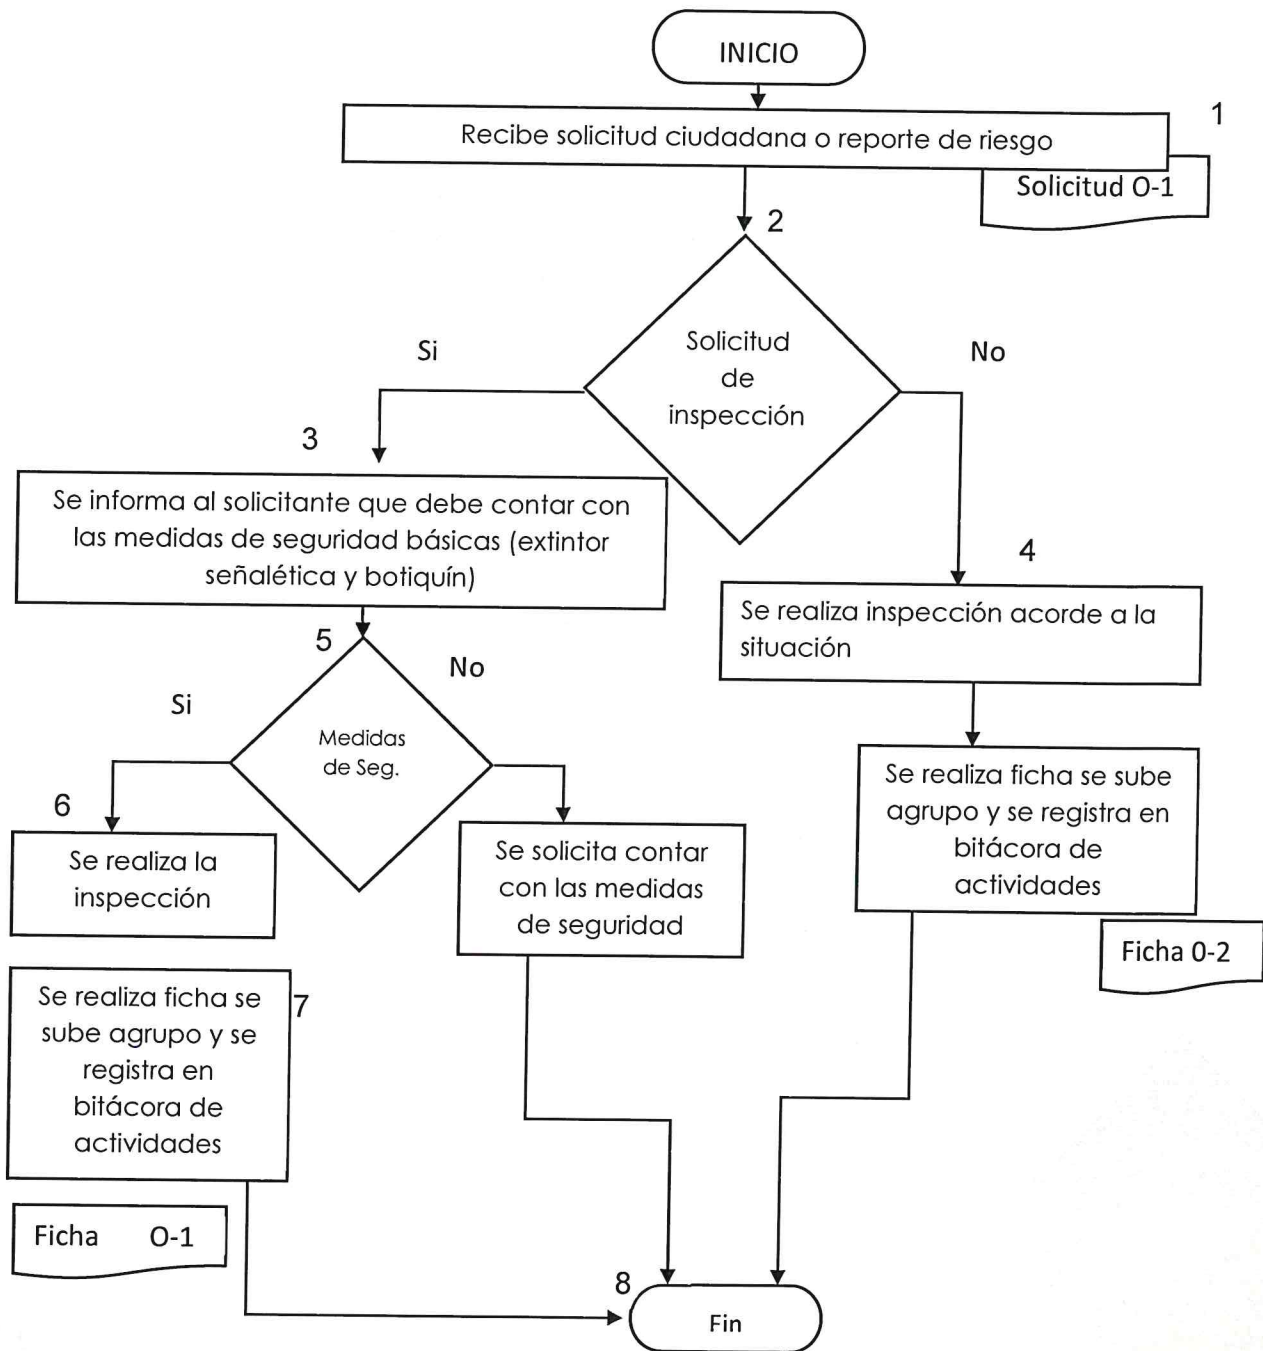 INICIO
1
Recibe solicitud ciudadana o reporte de riesgo
Solicitud O-1
2
Solicitud
de
inspección
Si
No
3
Se informa al solicitante que debe contar con
las medidas de seguridad básicas (extintor
señalética y botiquín)
4
Se realiza inspección acorde a la
situación
5
Medidas
de Seg.
Si
No
6
Se realiza la
inspección
Se solicita contar
con las medidas
de seguridad
Se realiza ficha se sube
agrupo y se registra en
bitácora de
actividades
Ficha 0-2
7
Se realiza ficha se
sube agrupo y se
registra en
bitácora de
actividades
Ficha O-1
8
Fin